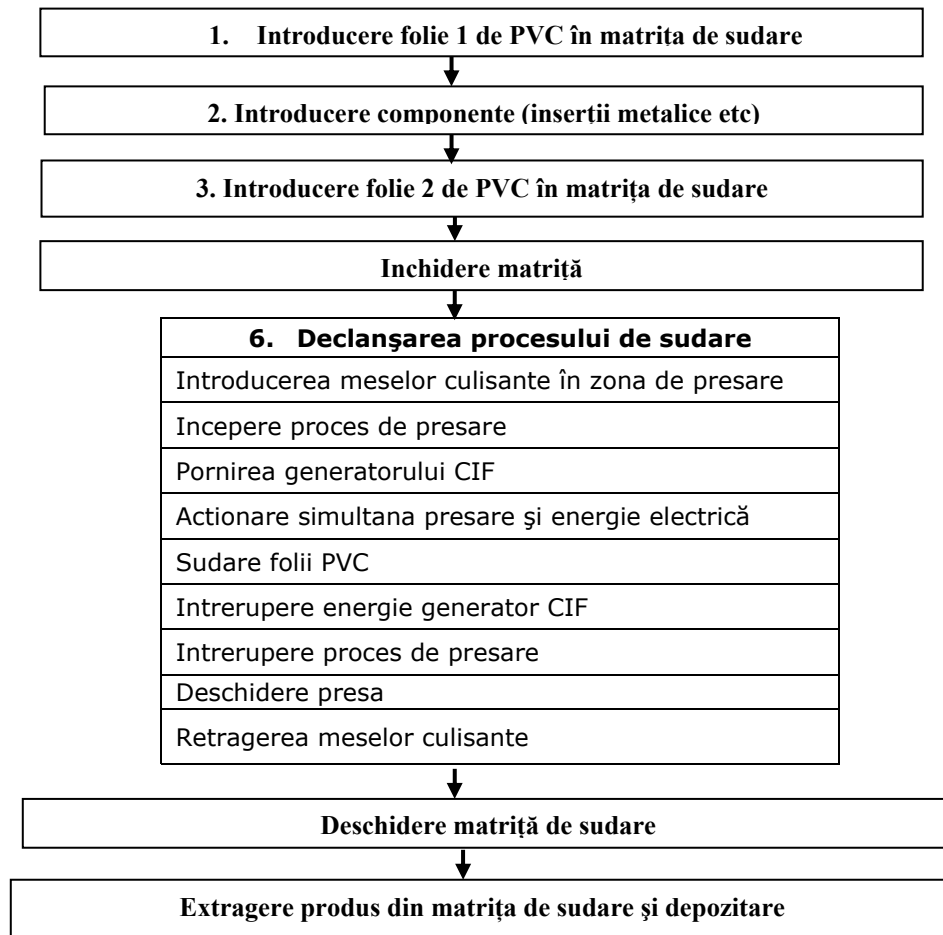 1. Introducere folie 1 de PVC în matrița de sudare
2. Introducere componente (inserții metalice etc)
3. Introducere folie 2 de PVC în matrița de sudare
Inchidere matriță
6. Declanşarea procesului de sudare
Introducerea meselor culisante în zona de presare
Incepere proces de presare
Pornirea generatorului CIF
Actionare simultana presare şi energie electrică
Sudare folii PVC
Intrerupere energie generator CIF
Intrerupere proces de presare
Deschidere presa
Retragerea meselor culisante
Deschidere matriță de sudare
Extragere produs din matrița de sudare şi depozitare